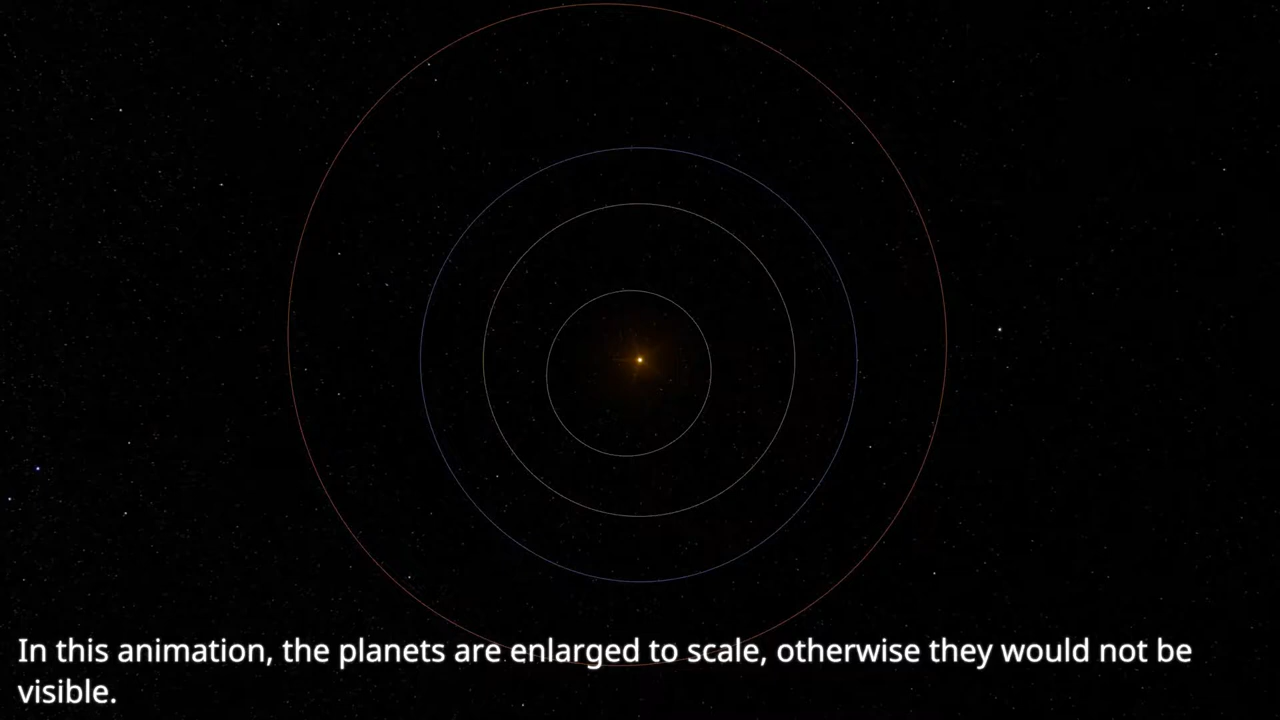 In this animation, the planets are enlarged to scale, otherwise they would not be
visible.